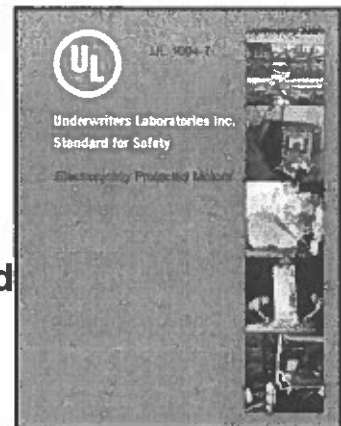 UL
UL 1004-7
Underwriters Laboratories Inc.
Standard for Safety
Electronically Protected Motors
d